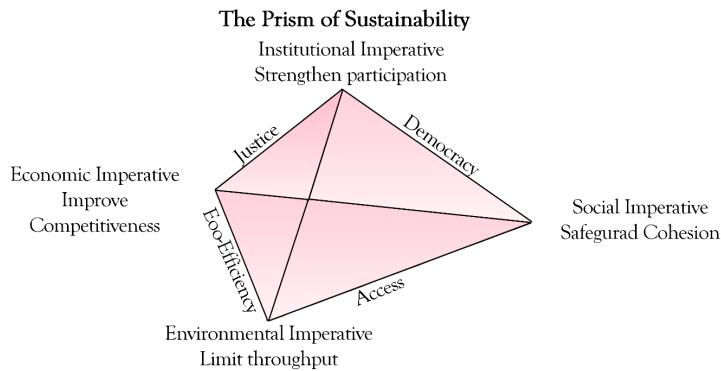 The Prism of Sustainability
Institutional Imperative
Strengthen participation
Justice
Democracy
Economic Imperative
Improve
Competitiveness
Social Imperative
Safegurad Cohesion
Eoo-Efficiency
Access
Environmental Imperative
Limit throughput